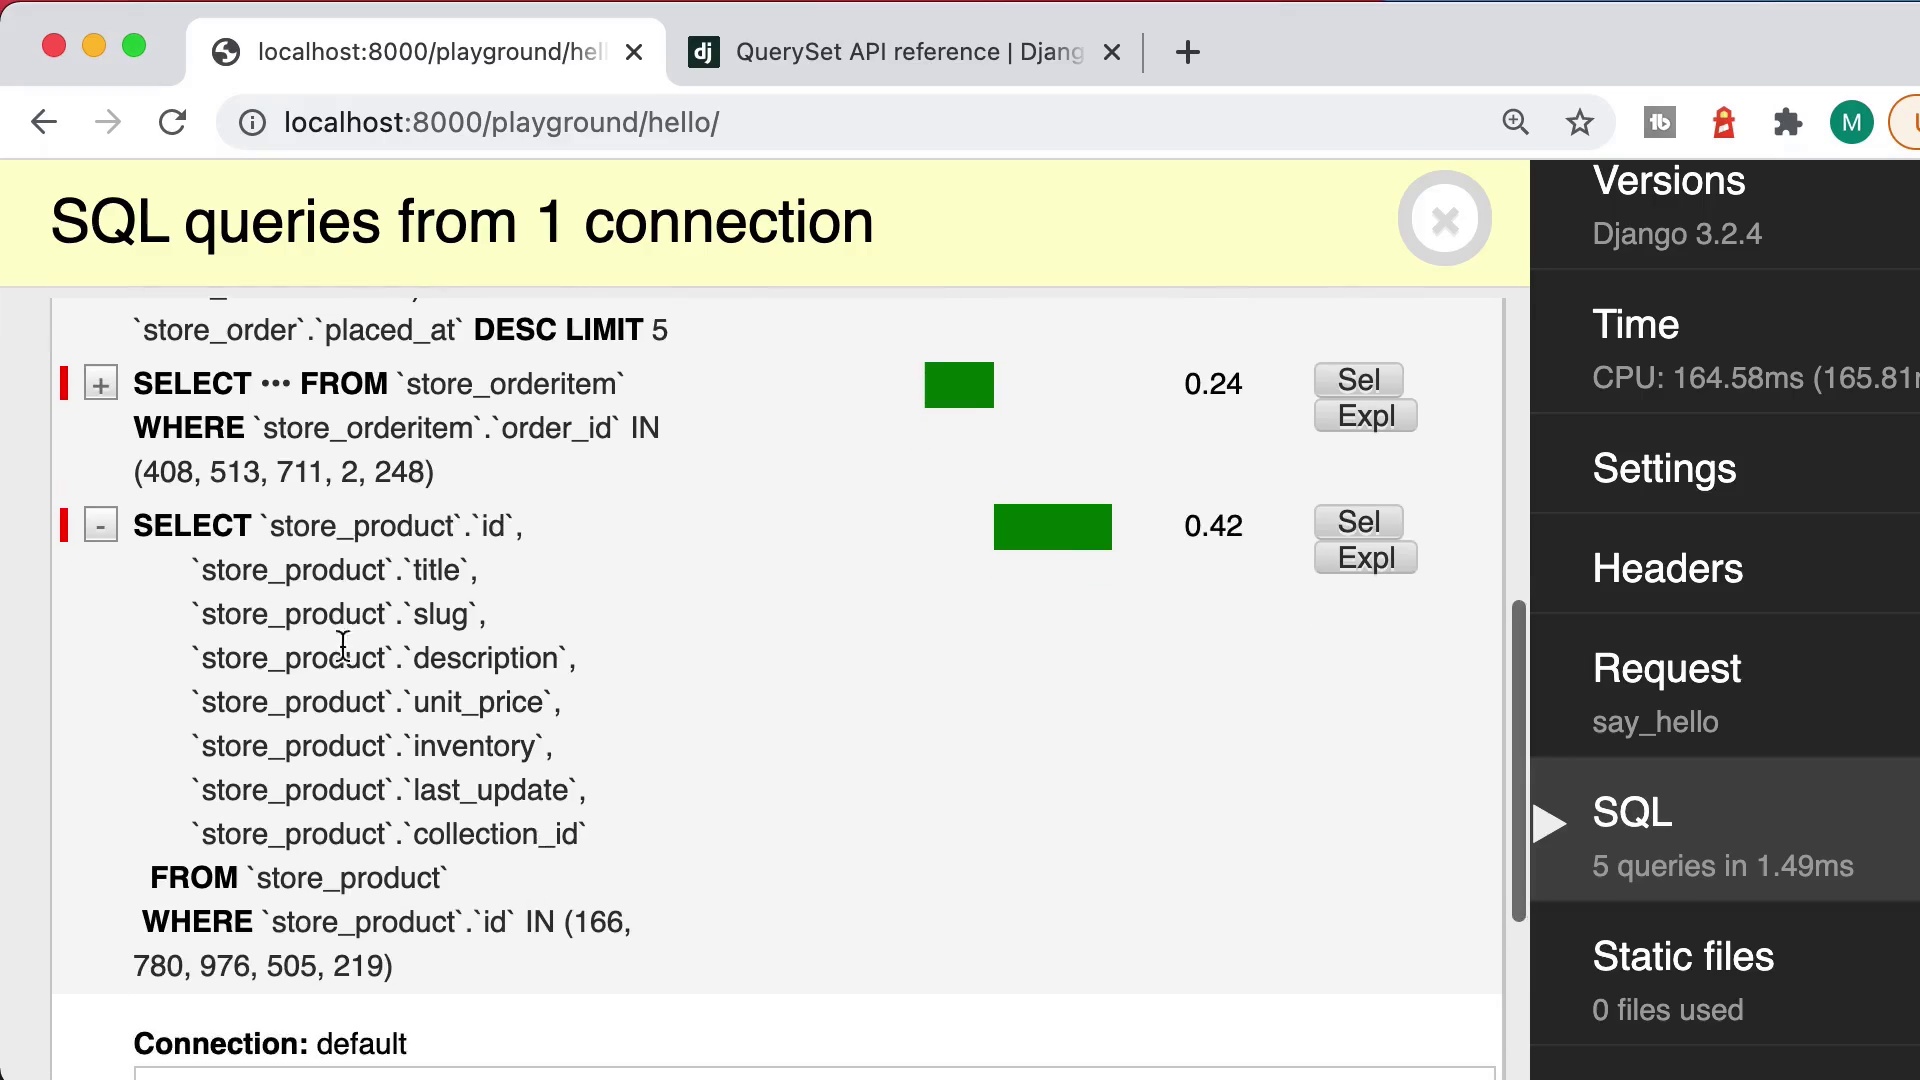 localhost:8000/playground/hel
QuerySet API reference | Djang
localhost:8000/playground/hello/
M
SQL queries from 1 connection
`store_order`.`placed_at` DESC LIMIT 5
+ SELECT ••• FROM `store_orderitem` 0.24 Sel
Expl
WHERE `store_orderitem`.`order_id` IN
(408, 513, 711, 2, 248)
- SELECT `store_product`.`id`, 0.42 Sel
Expl
`store_product`.`title`,
`store_product`.`slug`,
`store_product`.`description`,
`store_product`.`unit_price`,
`store_product`.`inventory`,
`store_product`.`last_update`,
`store_product`.`collection_id`
FROM `store_product`
WHERE `store_product`.`id` IN (166,
780, 976, 505, 219)
Connection: default
Versions
Django 3.2.4
Time
CPU: 164.58ms (165.81
Settings
Headers
Request
say_hello
SQL
5 queries in 1.49ms
Static files
0 files used